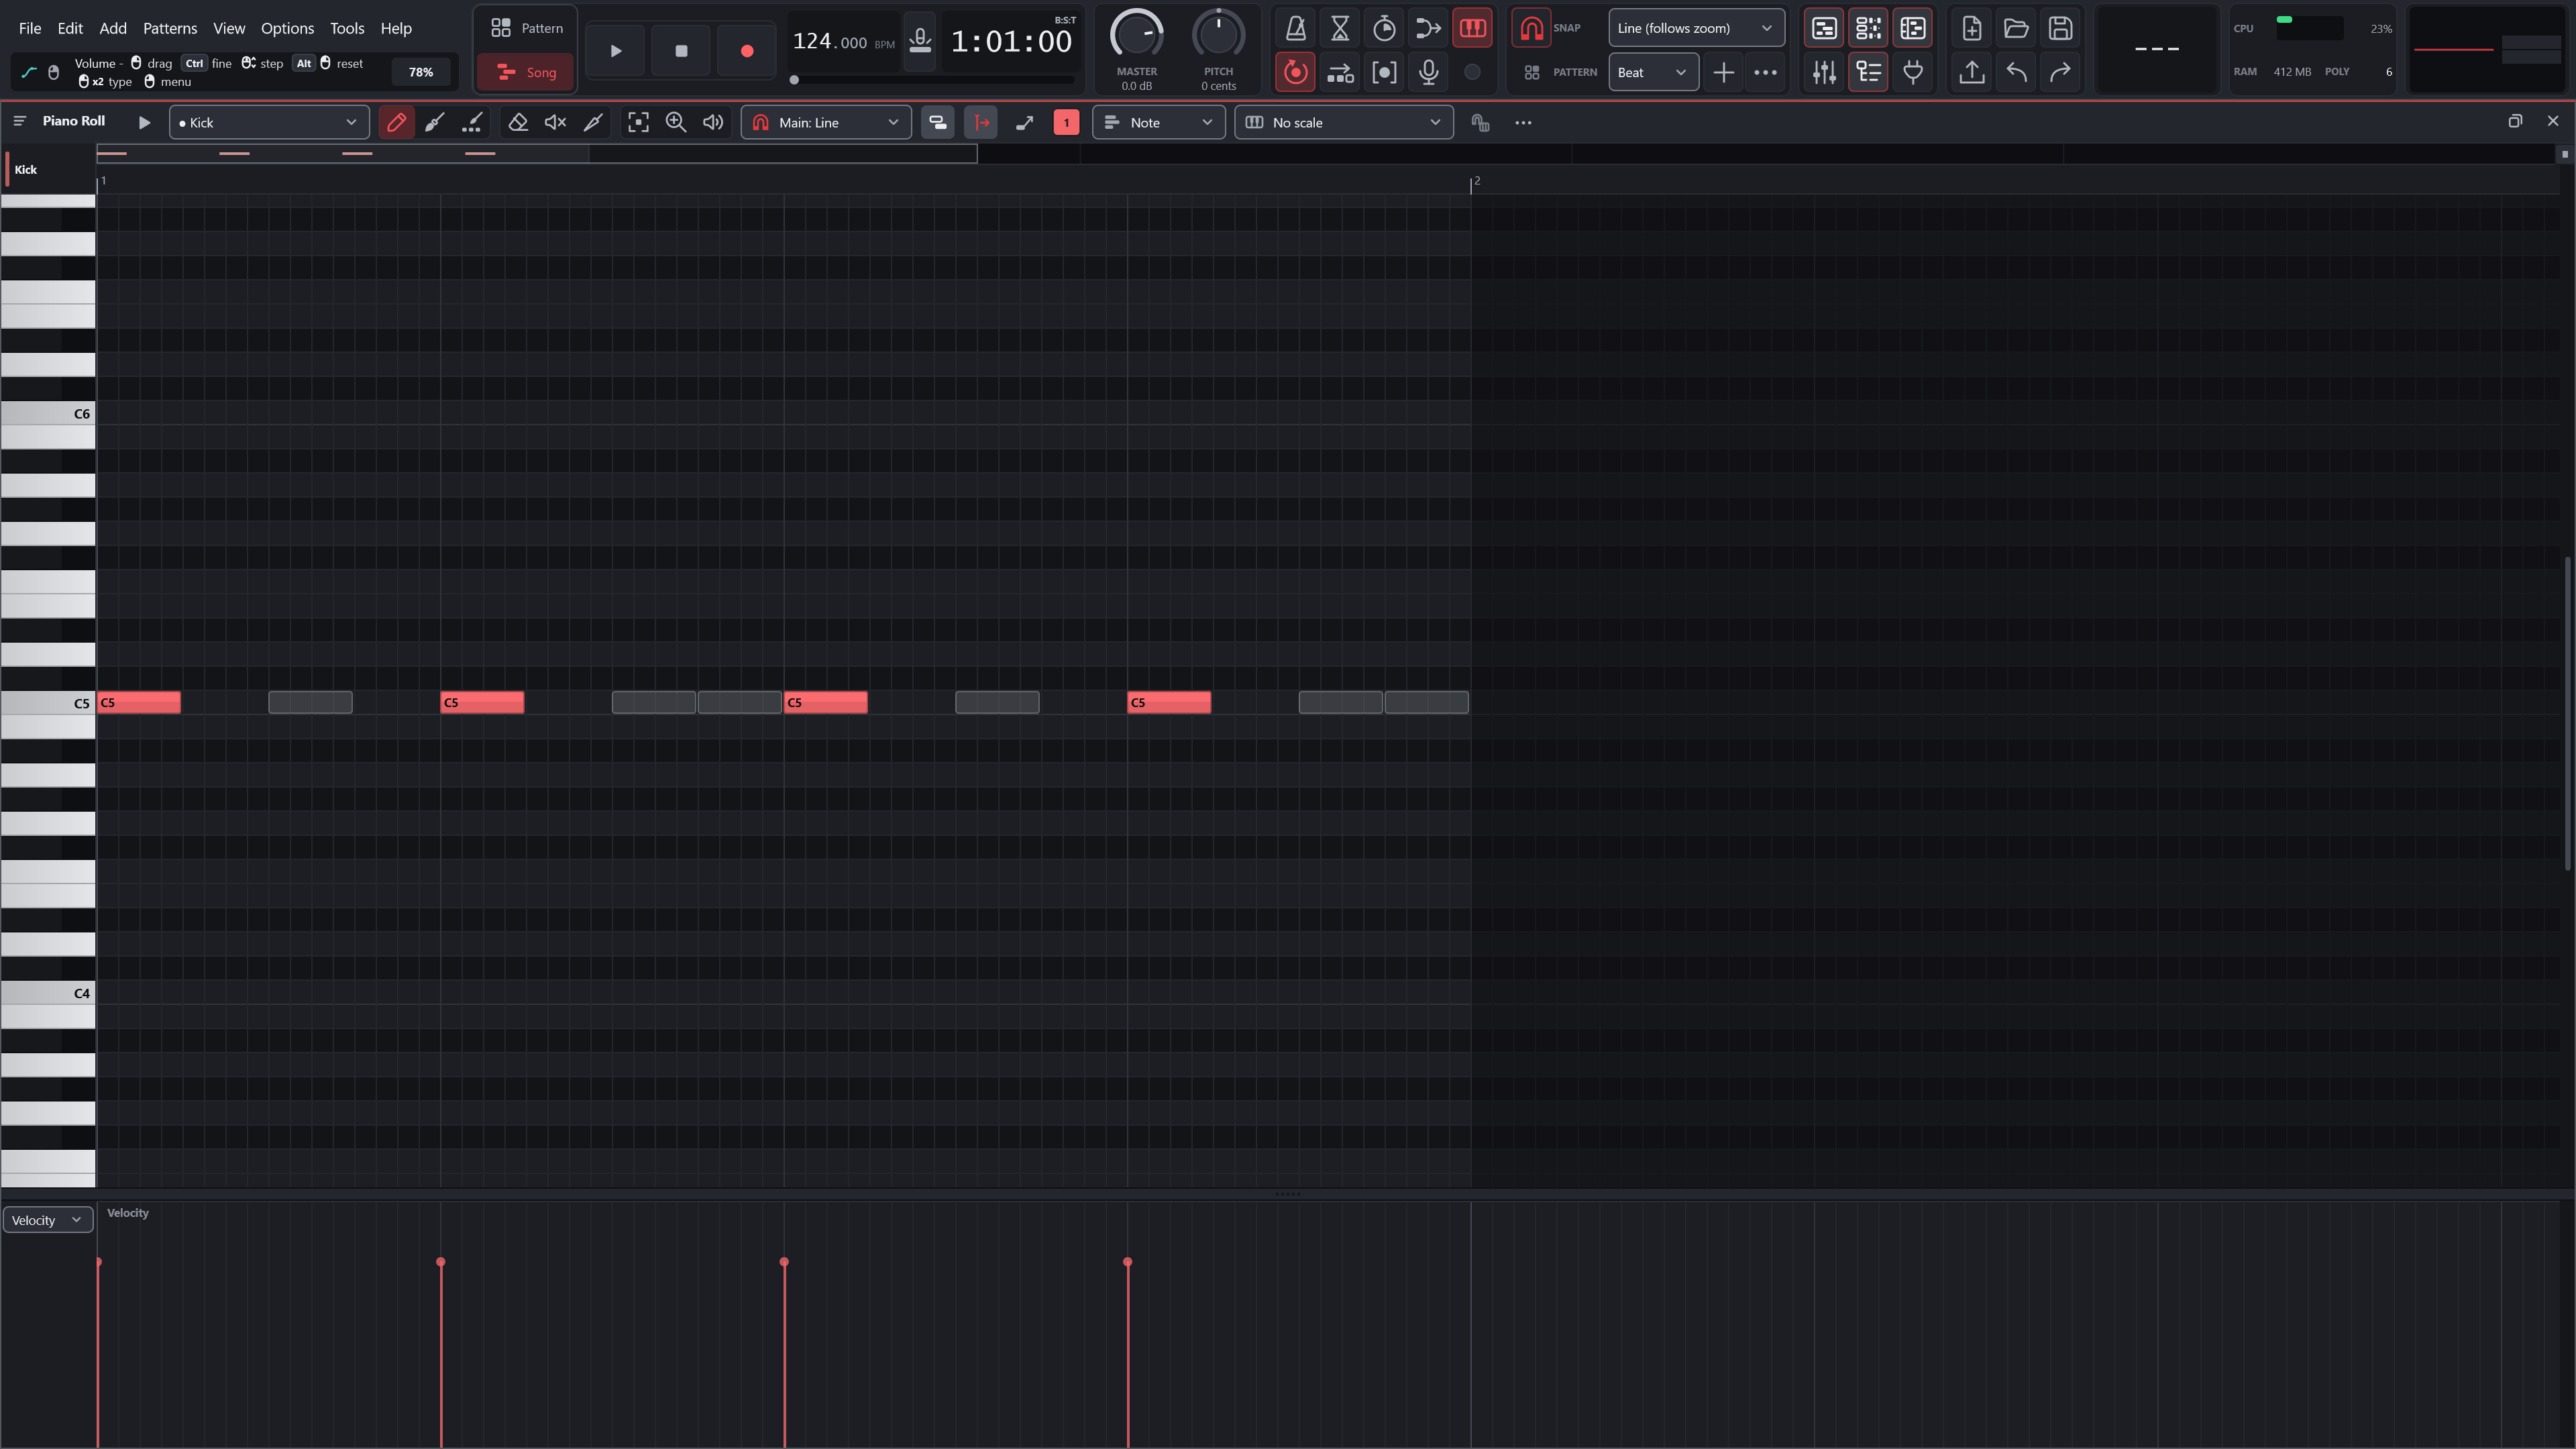 File Edit Add Patterns View Options Tools Help
Volume - drag Ctrl fine step Alt reset
x2 type menu
78%
Pattern
Song
124.000 BPM
B:S:T
1:01:00
MASTER
0.0 dB
PITCH
0 cents
SNAP
Line (follows zoom)
PATTERN
Beat
CPU
23%
RAM 412 MB POLY 6
Piano Roll
Kick
Main: Line
1
Note
No scale
Kick
1
2
C6
C5
C5
C5
C5
C5
C4
Velocity
Velocity